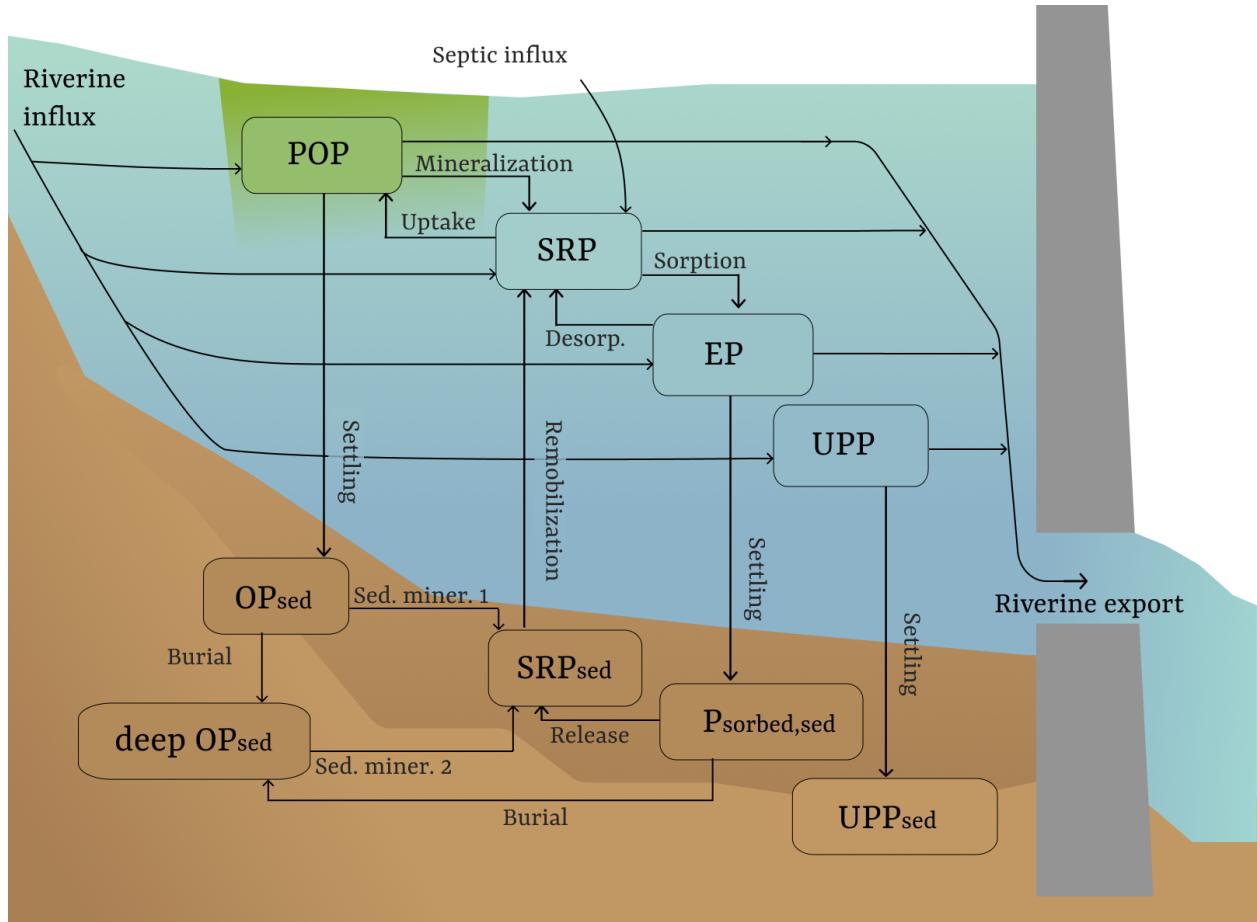 Septic influx
Riverine
influx
POP
Mineralization
Uptake
SRP
Sorption
Desorp.
EP
UPP
Settling
Remobilization
Settling
Settling
Riverine export
OPsed
Sed. miner. 1
Burial
SRPsed
Psorbed,sed
Release
deep OPsed
Sed. miner. 2
Burial
UPPsed